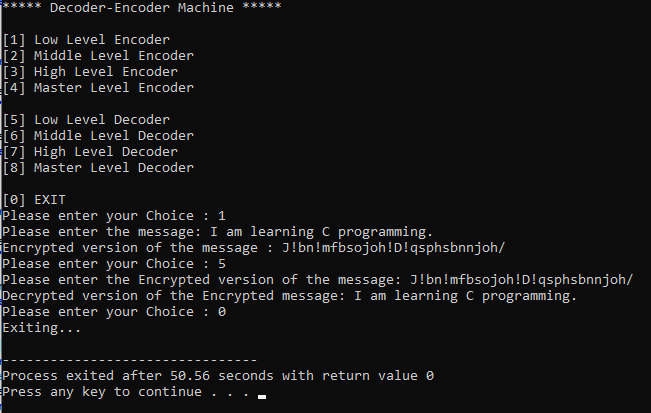 ***** Decoder-Encoder Machine *****
[1] Low Level Encoder
[2] Middle Level Encoder
[3] High Level Encoder
[4] Master Level Encoder
[5] Low Level Decoder
[6] Middle Level Decoder
[7] High Level Decoder
[8] Master Level Decoder
[0] EXIT
Please enter your Choice : 1
Please enter the message: I am learning C programming.
Encrypted version of the message : J!bn!mfbsojoh!D!qsphsbnnjoh/
Please enter your Choice : 5
Please enter the Encrypted version of the message: J!bn!mfbsojoh!D!qsphsbnnjoh/
Decrypted version of the Encrypted message: I am learning C programming.
Please enter your Choice : 0
Exiting...
--------------------------------
Process exited after 50.56 seconds with return value 0
Press any key to continue . . .